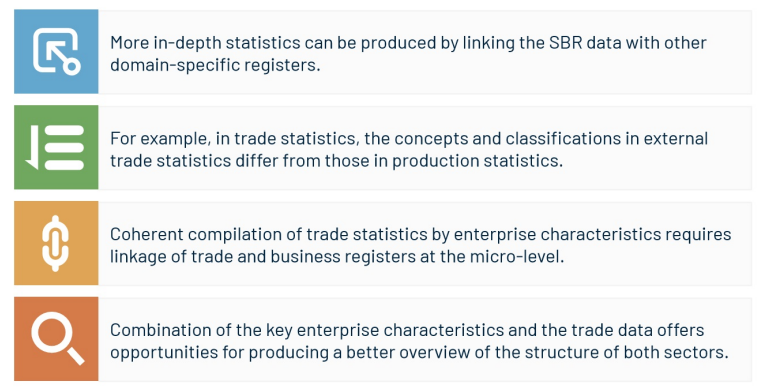 More in-depth statistics can be produced by linking the SBR data with other
domain-specific registers.
For example, in trade statistics, the concepts and classifications in external
trade statistics differ from those in production statistics.
Coherent compilation of trade statistics by enterprise characteristics requires
linkage of trade and business registers at the micro-level.
Combination of the key enterprise characteristics and the trade data offers
opportunities for producing a better overview of the structure of both sectors.